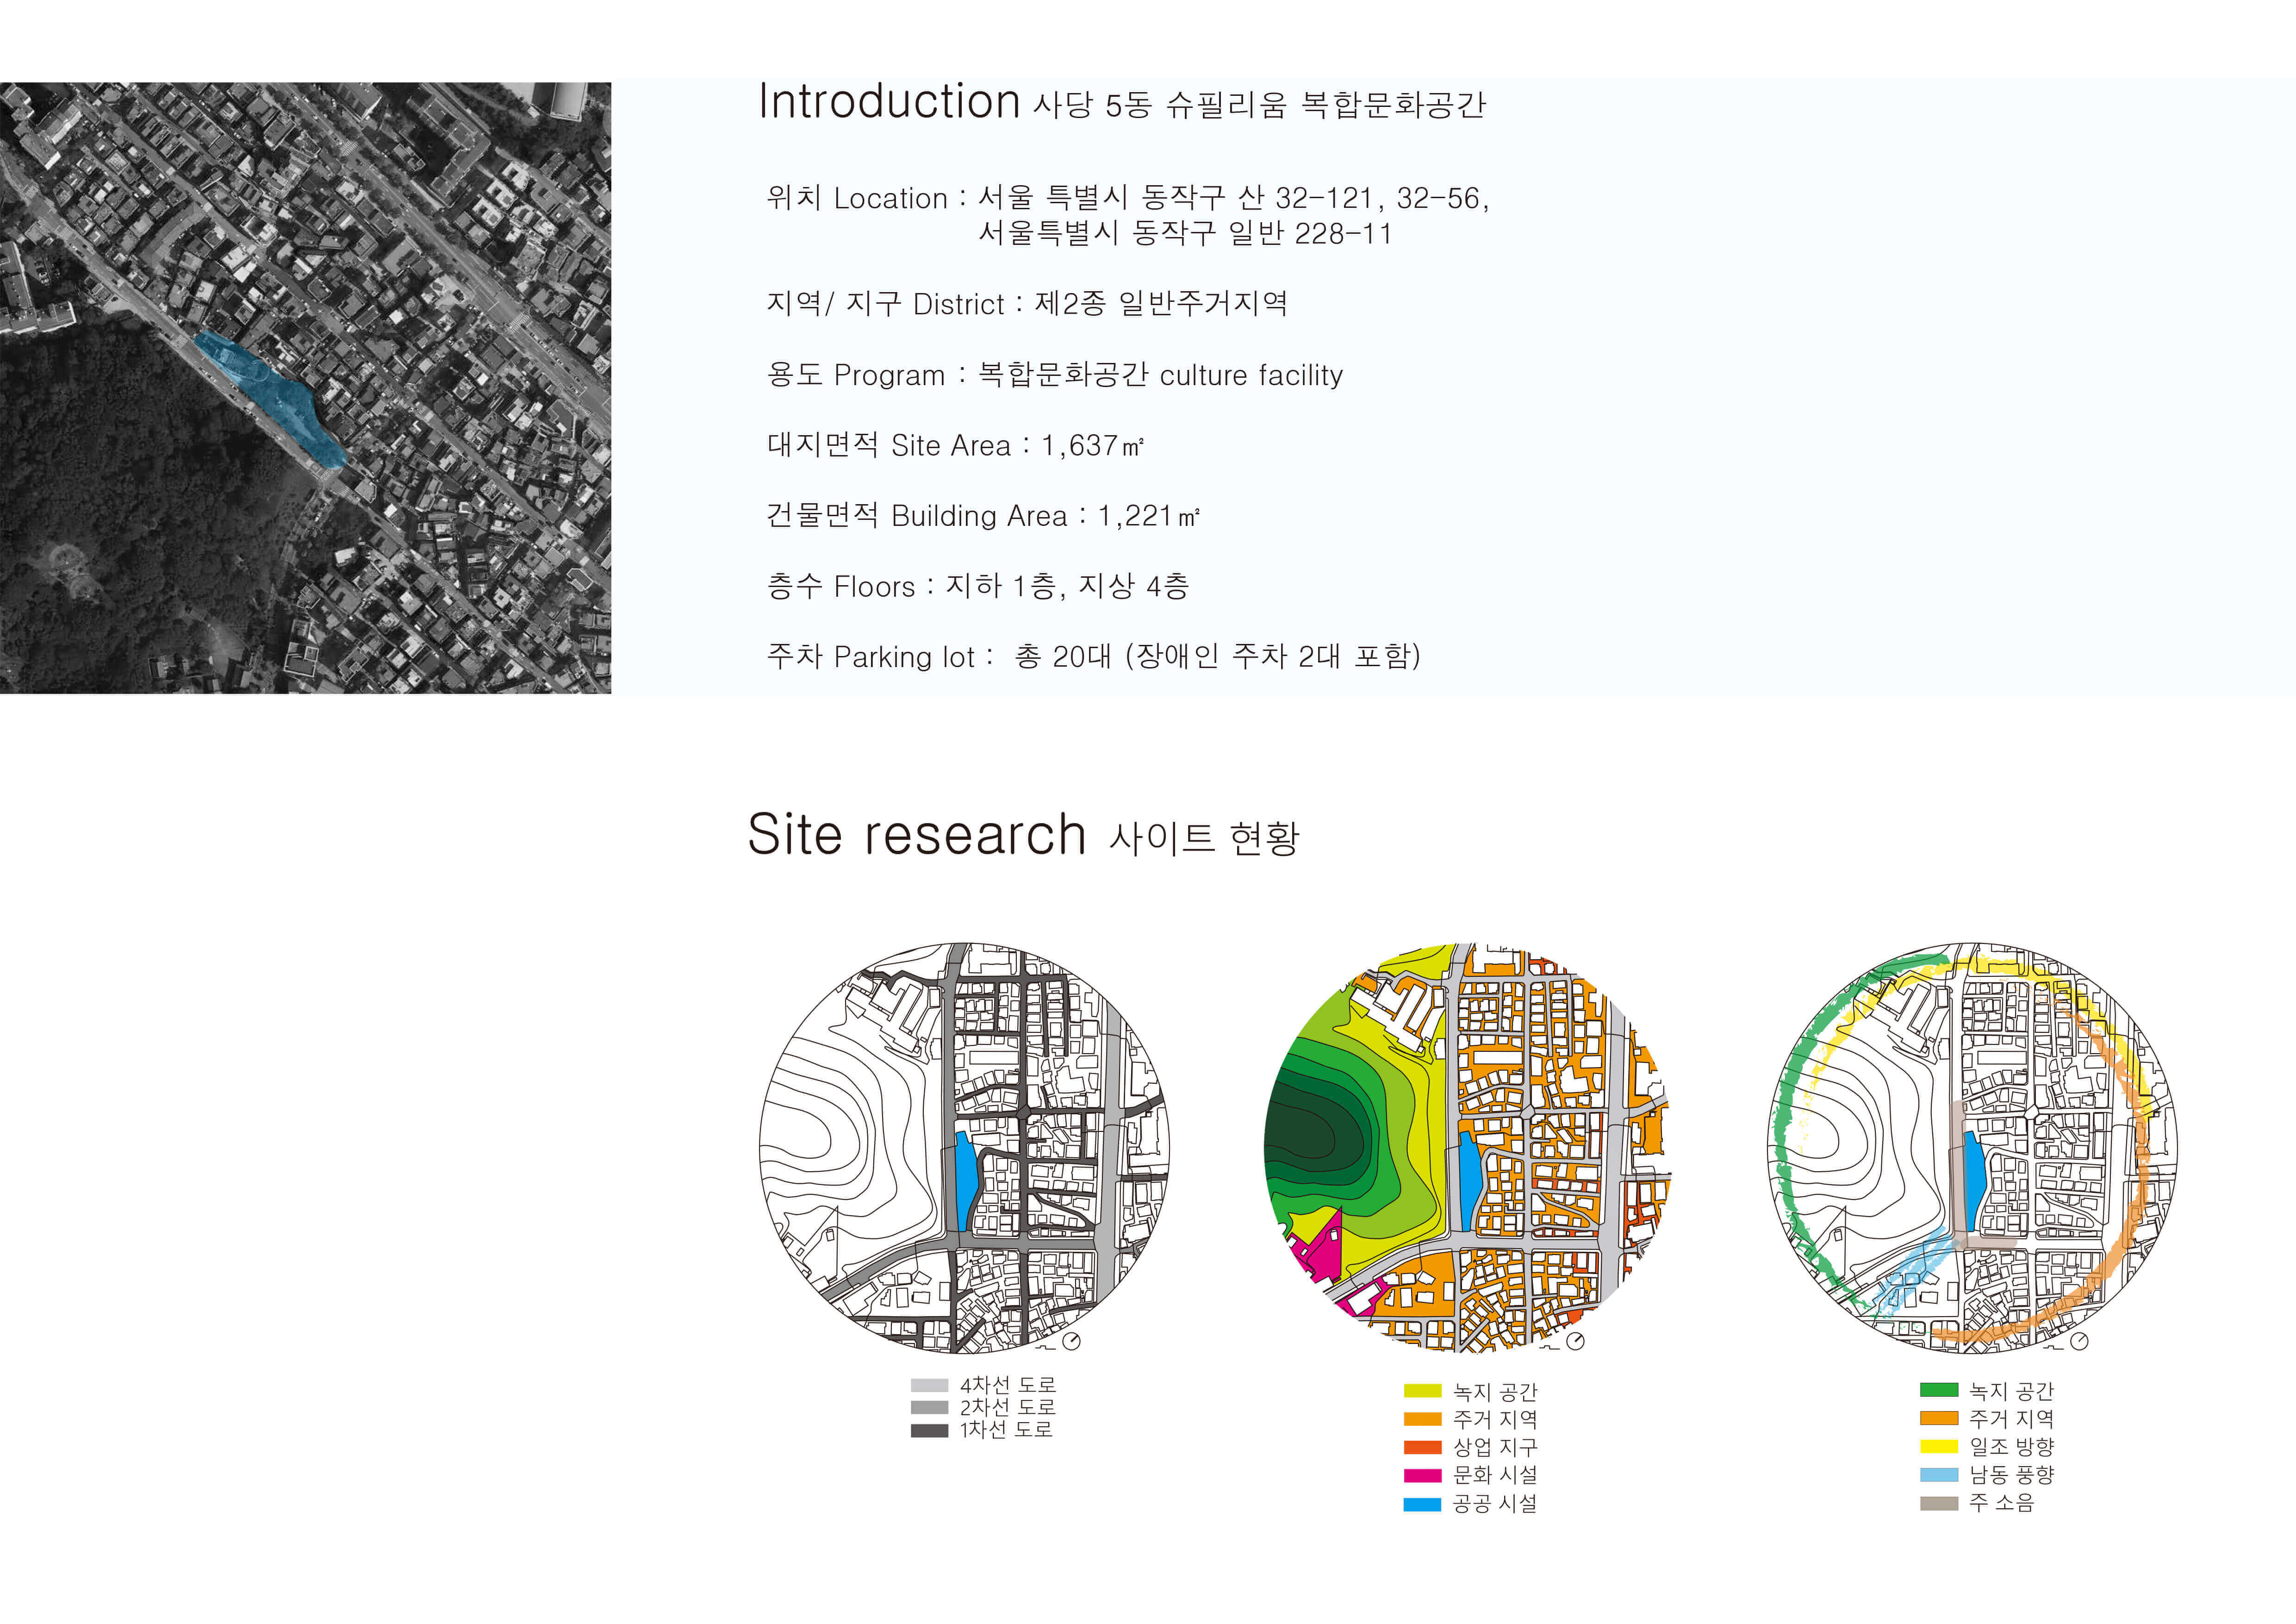 Introduction 사당 5동 슈필리움 복합문화공간
위치 Location : 서울 특별시 동작구 산 32-121, 32-56,
서울특별시 동작구 일반 228-11
지역/ 지구 District : 제2종 일반주거지역
용도 Program : 복합문화공간 culture facility
대지면적 Site Area : 1,637㎡
건물면적 Building Area : 1,221㎡
층수 Floors : 지하 1층, 지상 4층
주차 Parking lot : 총 20대 (장애인 주차 2대 포함)
Site research 사이트 현황
4차선 도로
2차선 도로
1차선 도로
녹지 공간
주거 지역
상업 지구
문화 시설
공공 시설
녹지 공간
주거 지역
일조 방향
남동 풍향
주 소음